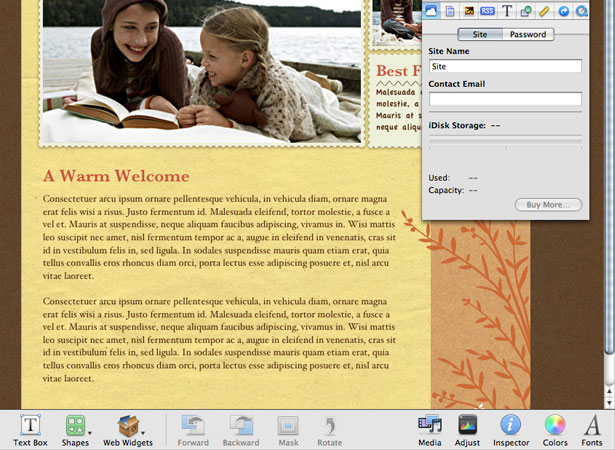 RSS
T
Site
Password
Site Name
Site
Contact Email
iDisk Storage: --
Used: --
Capacity: --
Buy More...
Best F
Malesuada
molestie, a
Mauris at s
neque aliqu
A Warm Welcome
Consectetuer arcu ipsum ornare pellentesque vehicula, in vehicula diam, ornare magna
erat felis wisi a risus. Justo fermentum id. Malesuada eleifend, tortor molestie, a fusce a
vel et. Mauris at suspendisse, neque aliquam faucibus adipiscing, vivamus in. Wisi mattis
leo suscipit nec amet, nisl fermentum tempor ac a, augue in eleifend in venenatis, cras sit
id in vestibulum felis in, sed ligula. In sodales suspendisse mauris quam etiam erat, quia
tellus convallis eros rhoncus diam orci, porta lectus esse adipiscing posuere et, nisl arcu
vitae laoreet.
Consectetuer arcu ipsum ornare pellentesque vehicula, in vehicula diam, ornare magna
erat felis wisi a risus. Justo fermentum id. Malesuada eleifend, tortor molestie, a fusce a
vel et. Mauris at suspendisse, neque aliquam faucibus adipiscing, vivamus in. Wisi mattis
leo suscipit nec amet, nisl fermentum tempor ac a, augue in eleifend in venenatis, cras sit
id in vestibulum felis in, sed ligula. In sodales suspendisse mauris quam etiam erat, quia
tellus convallis eros rhoncus diam orci, porta lectus esse adipiscing posuere et, nisl arcu
vitae laoreet.
T
Text Box
Shapes
Web Widgets
Forward
Backward
Mask
Rotate
Media
Adjust
Inspector
Colors
A
Fonts